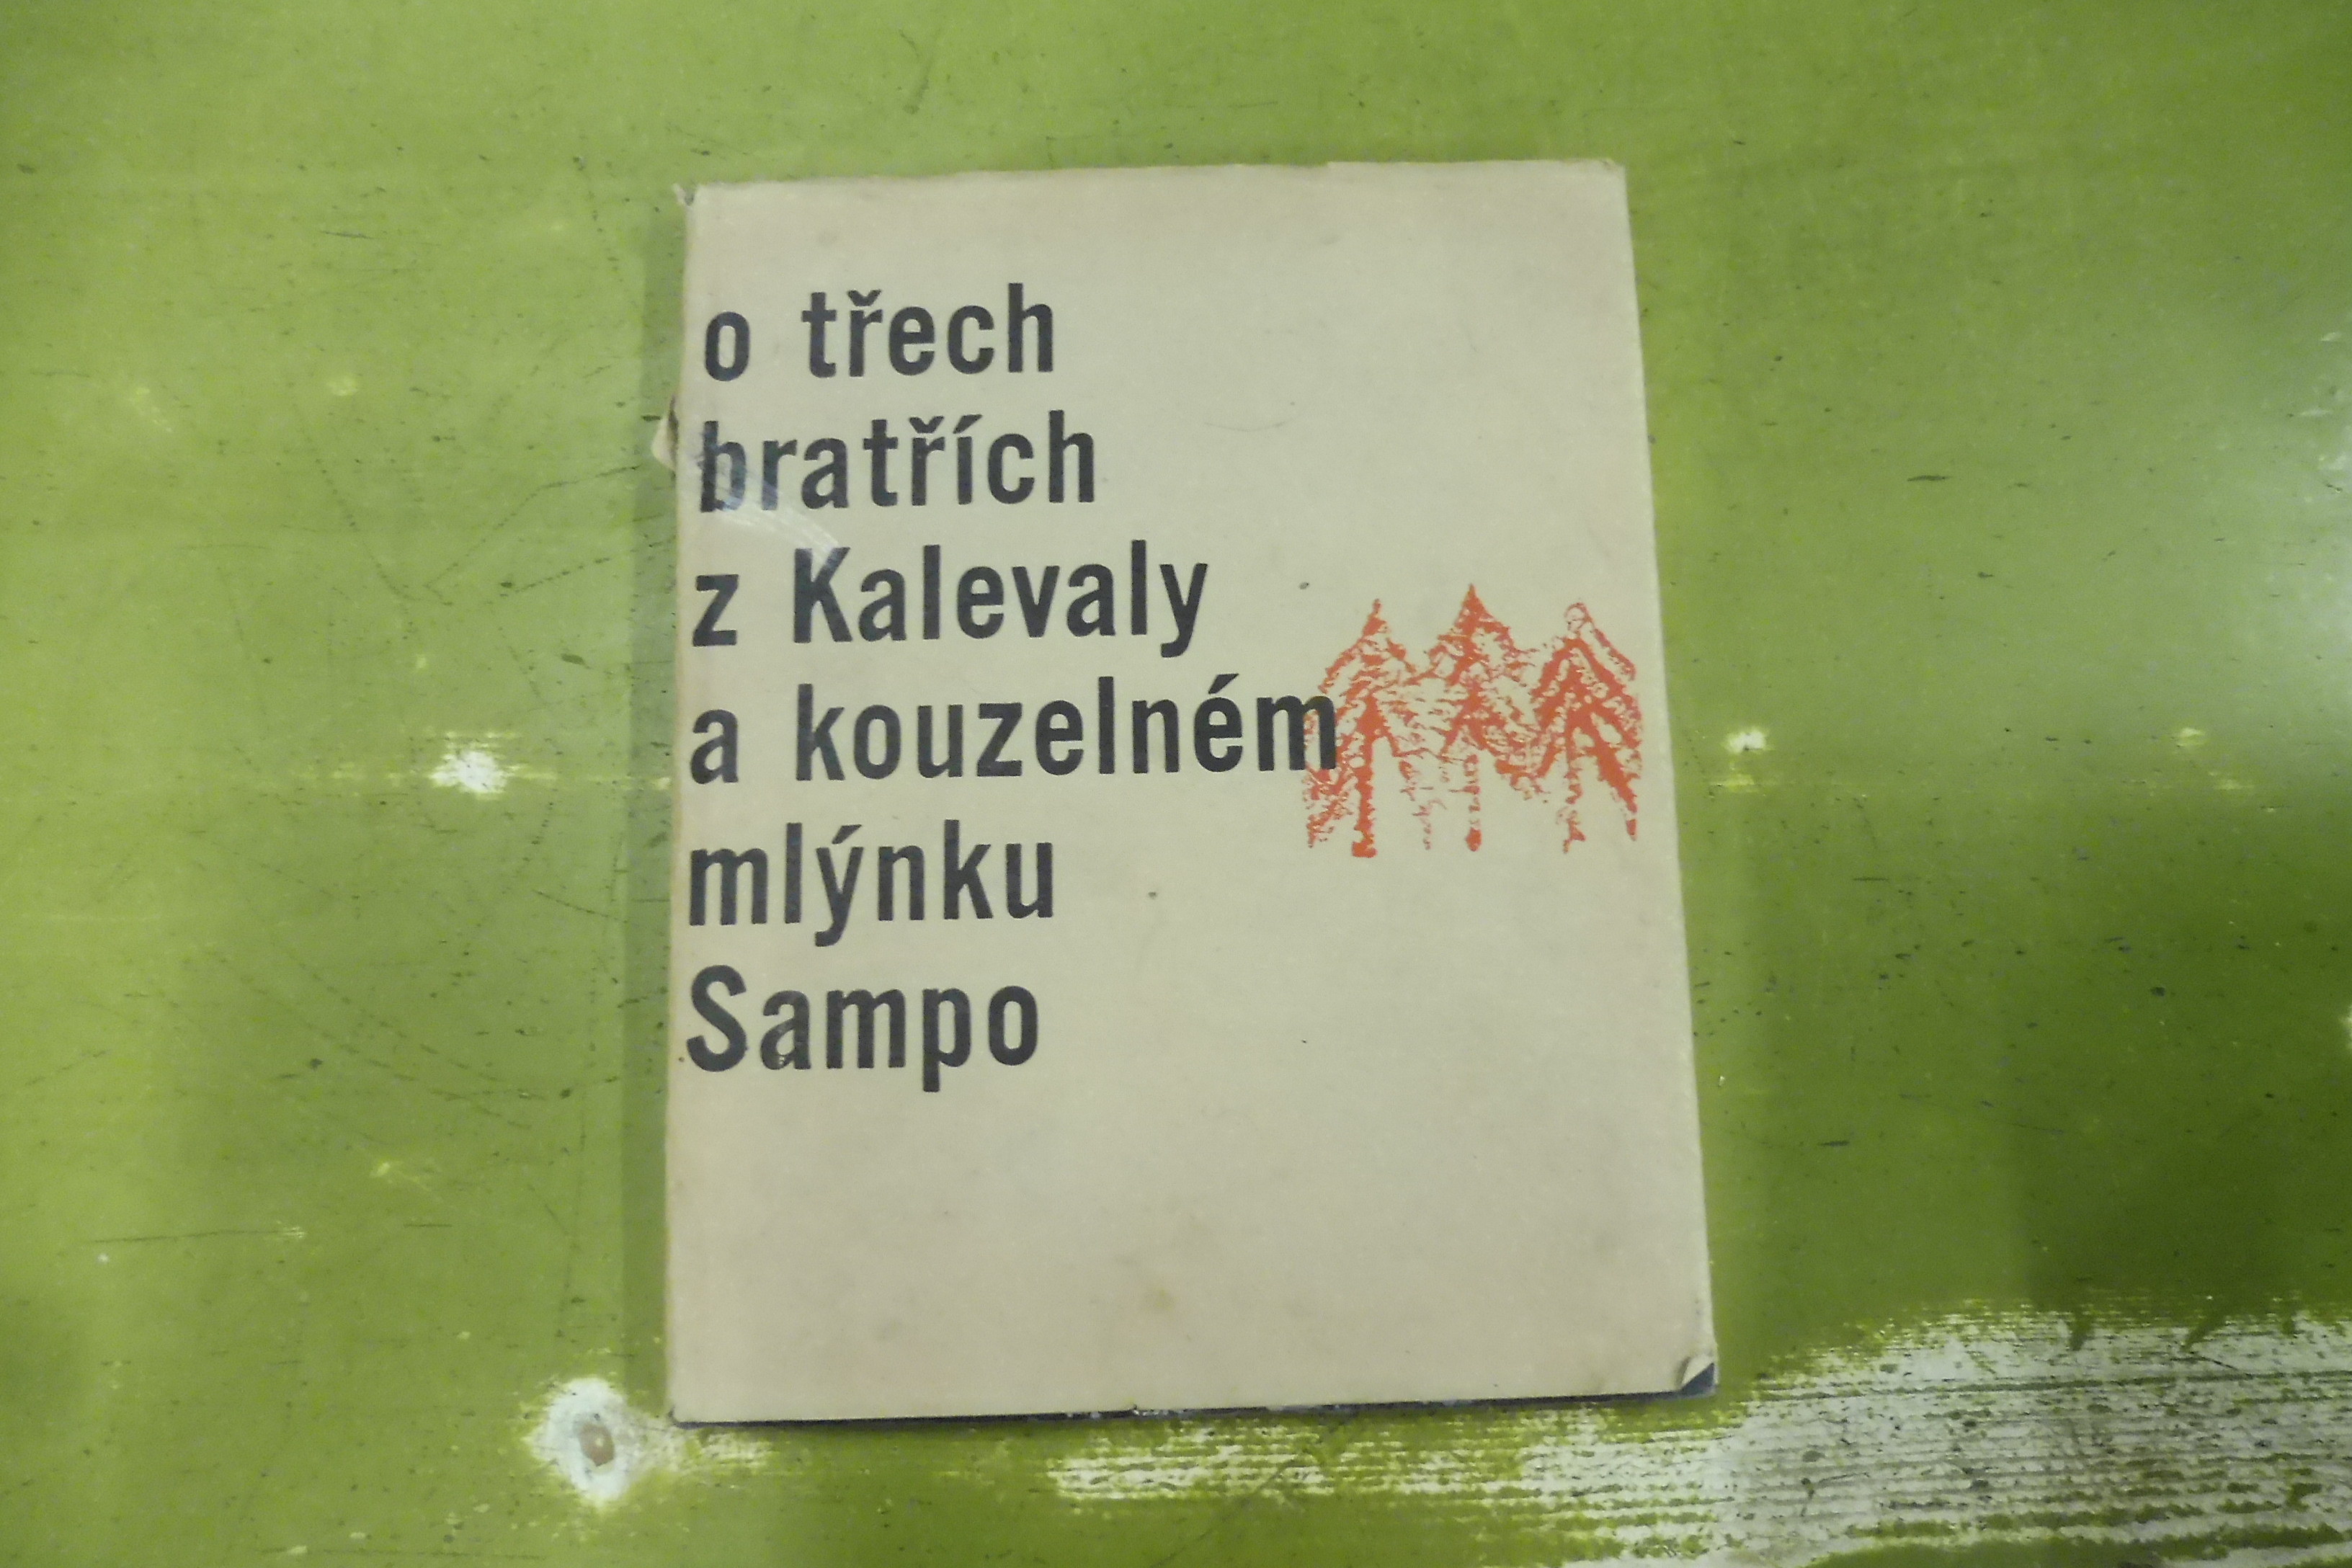 o třech
bratřích
z Kalevaly
a kouzelném
mlýnku
Sampo